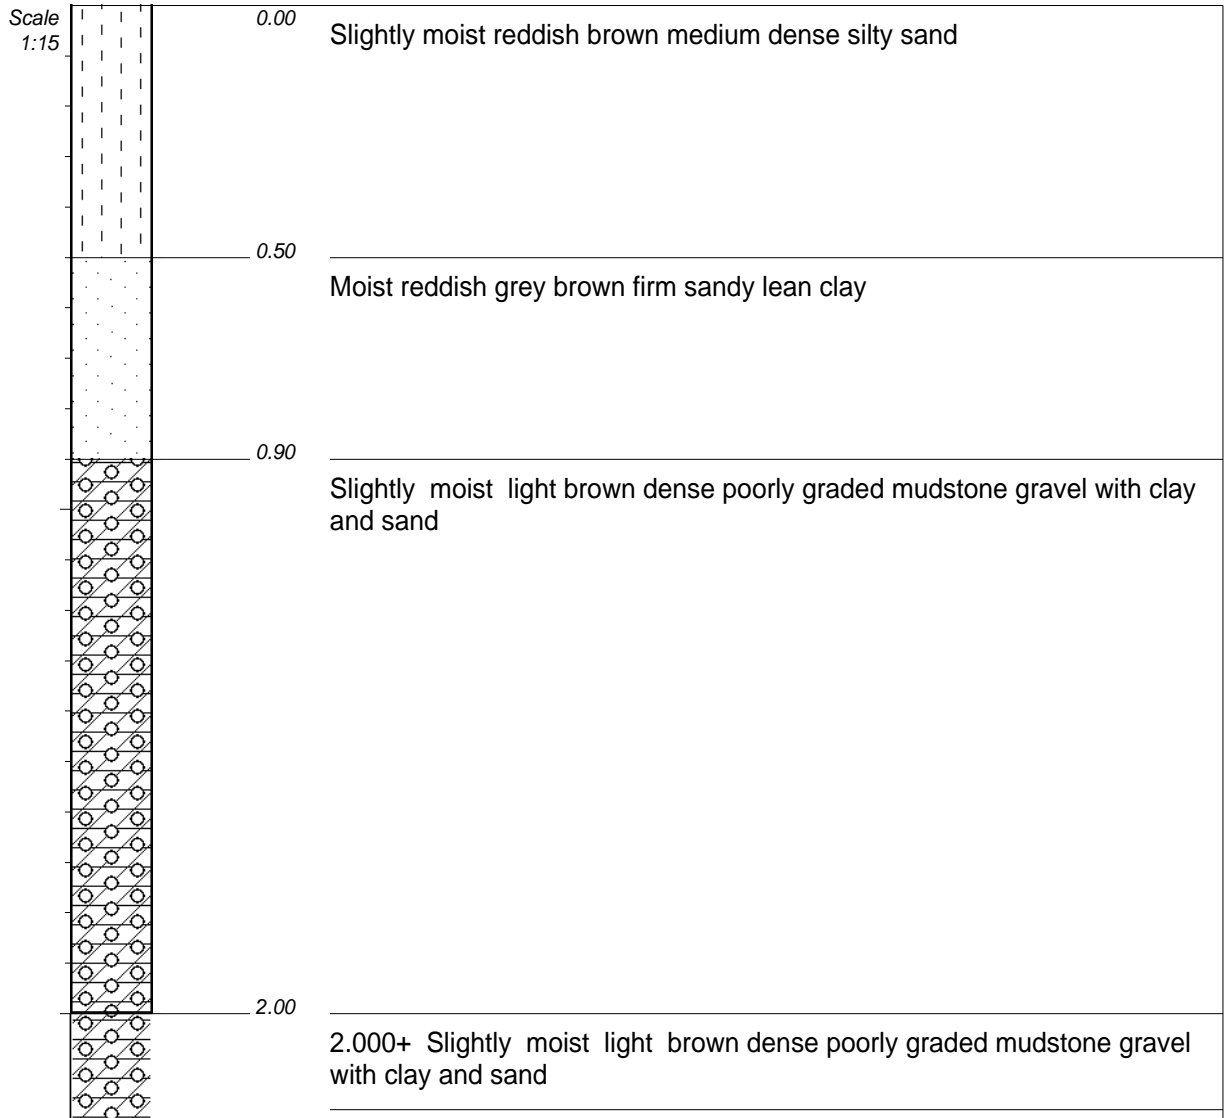 Scale
1:15
0.00
Slightly moist reddish brown medium dense silty sand
0.50
Moist reddish grey brown firm sandy lean clay
0.90
Slightly moist light brown dense poorly graded mudstone gravel with clay
and sand
2.00
2.000+ Slightly moist light brown dense poorly graded mudstone gravel
with clay and sand